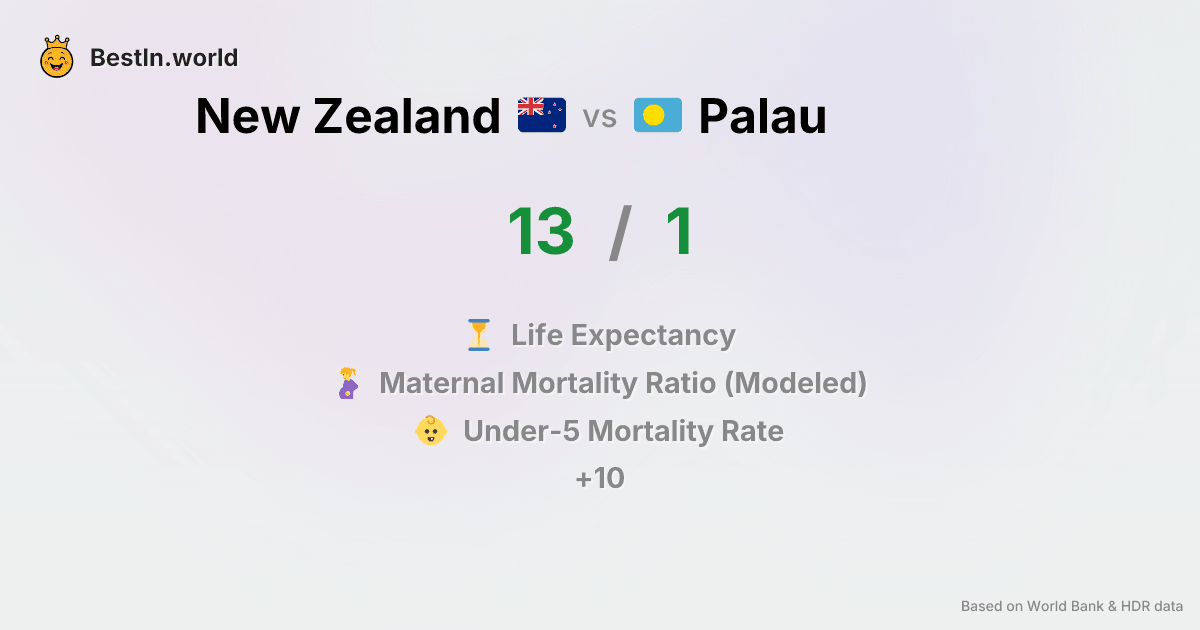 BestIn.world
New Zealand vs Palau
13 / 1
Life Expectancy
Maternal Mortality Ratio (Modeled)
Under-5 Mortality Rate
+10
Based on World Bank & HDR data